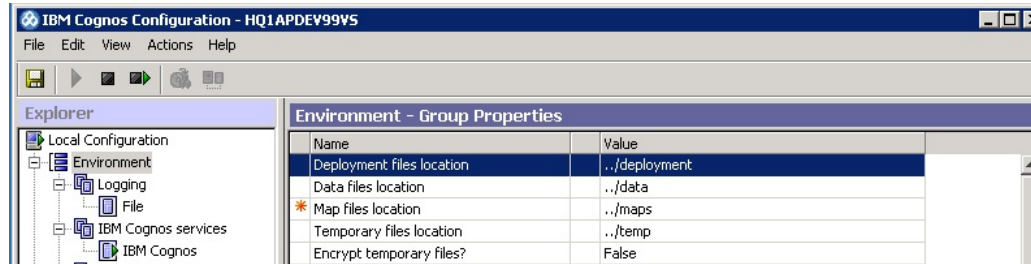 IBM Cognos Configuration - HQ1APDEV99V5
File Edit View Actions Help
Explorer
Environment - Group Properties
Local Configuration
Environment
Logging
File
IBM Cognos services
IBM Cognos
Name Value
Deployment files location ../deployment
Data files location ../data
* Map files location ../maps
Temporary files location ../temp
Encrypt temporary files? False